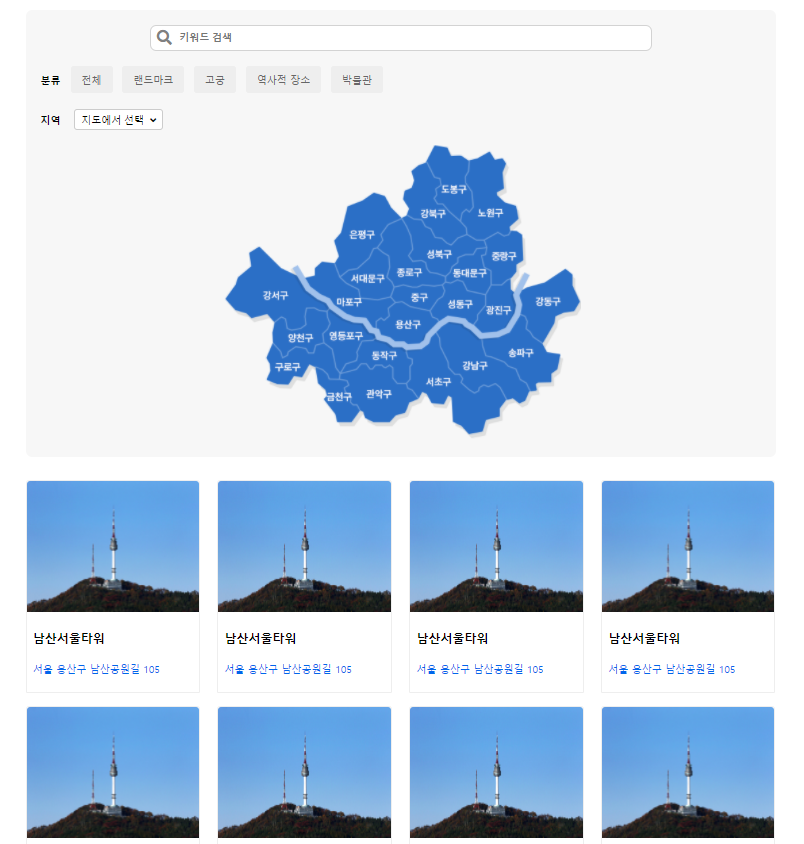 키워드 검색
분류 전체 랜드마크 고궁 역사적 장소 박물관
지역 지도에서 선택
도봉구
강북구 노원구
은평구
성북구 중랑구
서대문구 종로구 동대문구
강서구 마포구 중구 성동구 광진구 강동구
용산구
양천구 영등포구
동작구 송파구
구로구 강남구
금천구 관악구 서초구
남산서울타워 남산서울타워 남산서울타워 남산서울타워
서울 용산구 남산공원길 105 서울 용산구 남산공원길 105 서울 용산구 남산공원길 105 서울 용산구 남산공원길 105